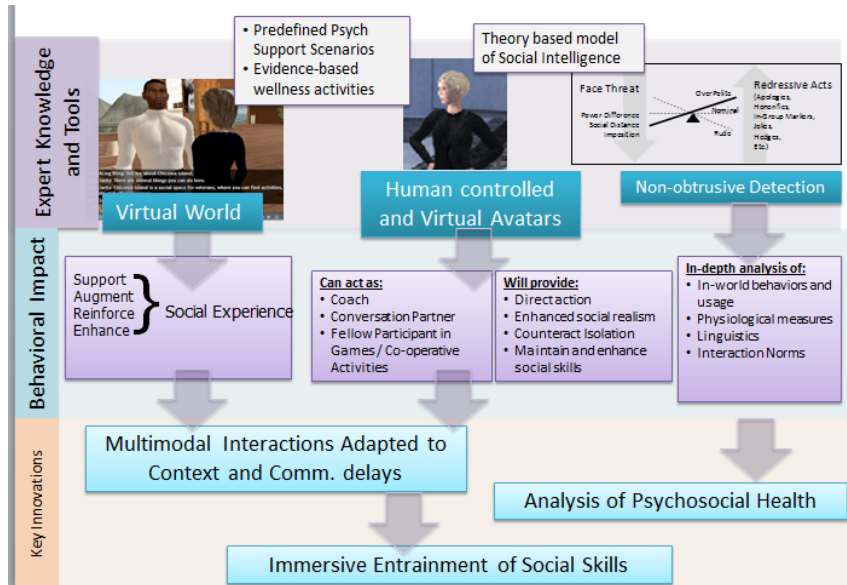 Expert Knowledge
and Tools
• Predefined Psych
Support Scenarios
• Evidence-based
wellness activities
Theory based model
of Social Intelligence
Face Threat
Power Difference
Social Distance
Imposition
OverPolite
Nominal
Rude
Redressive Acts
(Apologies,
Honorifics,
In-Group Markers,
Jokes,
Hedges,
Etc.)
Virtual World
Human controlled
and Virtual Avatars
Non-obtrusive Detection
Behavioral Impact
Support
Augment
Reinforce
Enhance
Social Experience
Can act as:
• Coach
• Conversation Partner
• Fellow Participant in
Games / Co-operative
Activities
Will provide:
• Direct action
• Enhanced social realism
• Counteract Isolation
• Maintain and enhance
social skills
In-depth analysis of:
• In-world behaviors and
usage
• Physiological measures
• Linguistics
• Interaction Norms
Key Innovations
Multimodal Interactions Adapted to
Context and Comm. delays
Analysis of Psychosocial Health
Immersive Entrainment of Social Skills